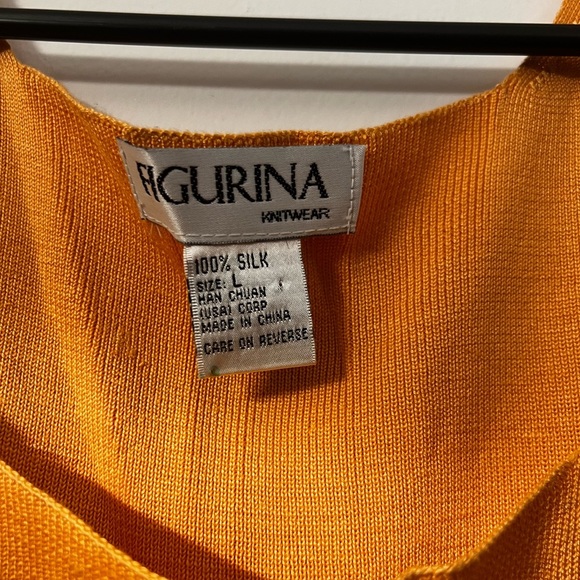 FIGURINA
KNITWEAR
100% SILK
SIZE: L
HAN CHUAN
(USA) CORP
MADE IN CHINA
CARE ON REVERSE